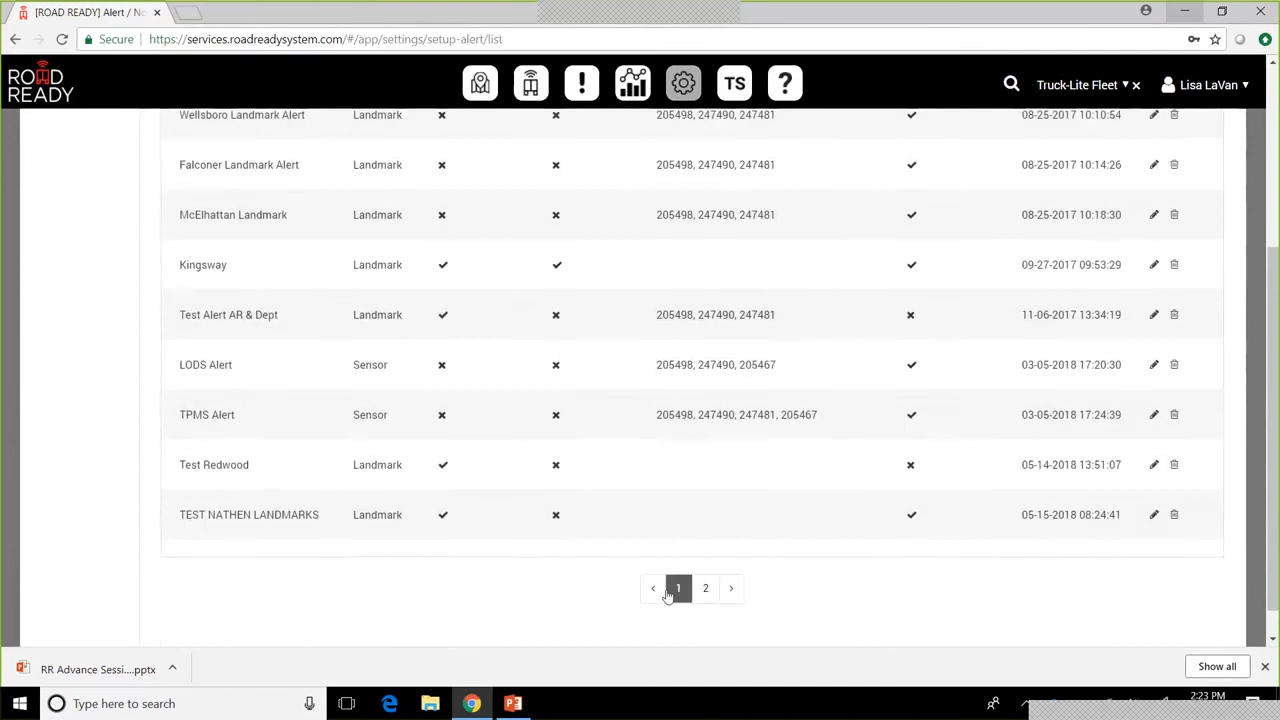 [ROAD READY] Alert / No
Secure
https://services.roadreadysystem.com/#/app/settings/setup-alert/list
ROAD READY
!
TS
?
Truck-Lite Fleet
Lisa LaVan
Wellsboro Landmark Alert Landmark 205498, 247490, 247481 08-25-2017 10:10:54
Falconer Landmark Alert Landmark 205498, 247490, 247481 08-25-2017 10:14:26
McElhattan Landmark Landmark 205498, 247490, 247481 08-25-2017 10:18:30
Kingsway Landmark 09-27-2017 09:53:29
Test Alert AR & Dept Landmark 205498, 247490, 247481 11-06-2017 13:34:19
LODS Alert Sensor 205498, 247490, 205467 03-05-2018 17:20:30
TPMS Alert Sensor 205498, 247490, 247481, 205467 03-05-2018 17:24:39
Test Redwood Landmark 05-14-2018 13:51:07
TEST NATHEN LANDMARKS Landmark 05-15-2018 08:24:41
‹ 1 2 ›
RR Advance Sessi....pptx
Show all
Type here to search
2:23 PM